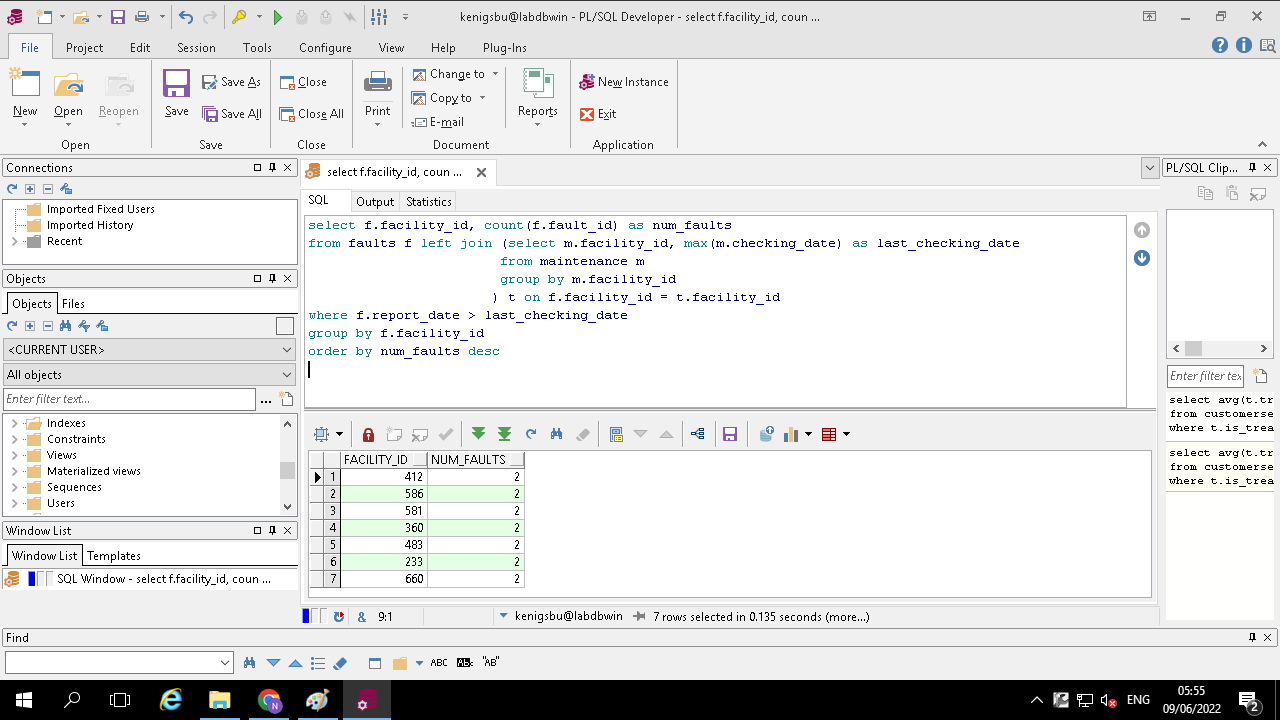 kenigsbu@labdbwin - PL/SQL Developer - select f.facility_id, coun ...
File Project Edit Session Tools Configure View Help Plug-Ins
New Open Reopen Save Save As Save All Close Close All Print Change to Copy to E-mail Reports New Instance Exit
Open Save Close Document Application
Connections
Imported Fixed Users
Imported History
Recent
Objects
Objects Files
<CURRENT USER>
All objects
Enter filter text...
Indexes
Constraints
Views
Materialized views
Sequences
Users
Window List
Window List Templates
SQL Window - select f.facility_id, coun ...
select f.facility_id, coun ...
SQL Output Statistics
select f.facility_id, count(f.fault_id) as num_faults
from faults f left join (select m.facility_id, max(m.checking_date) as last_checking_date
from maintenance m
group by m.facility_id
) t on f.facility_id = t.facility_id
where f.report_date > last_checking_date
group by f.facility_id
order by num_faults desc
FACILITY_ID NUM_FAULTS
1 412 2
2 586 2
3 581 2
4 360 2
5 483 2
6 233 2
7 660 2
& 9:1 kenigsbu@labdbwin 7 rows selected in 0.135 seconds (more...)
PL/SQL Clip...
Enter filter tex
select avg(t.tr
from customerse
where t.is_trea
select avg(t.tr
from customerse
where t.is_trea
Find
ABC AB "AB"
ENG
05:55
09/06/2022
2